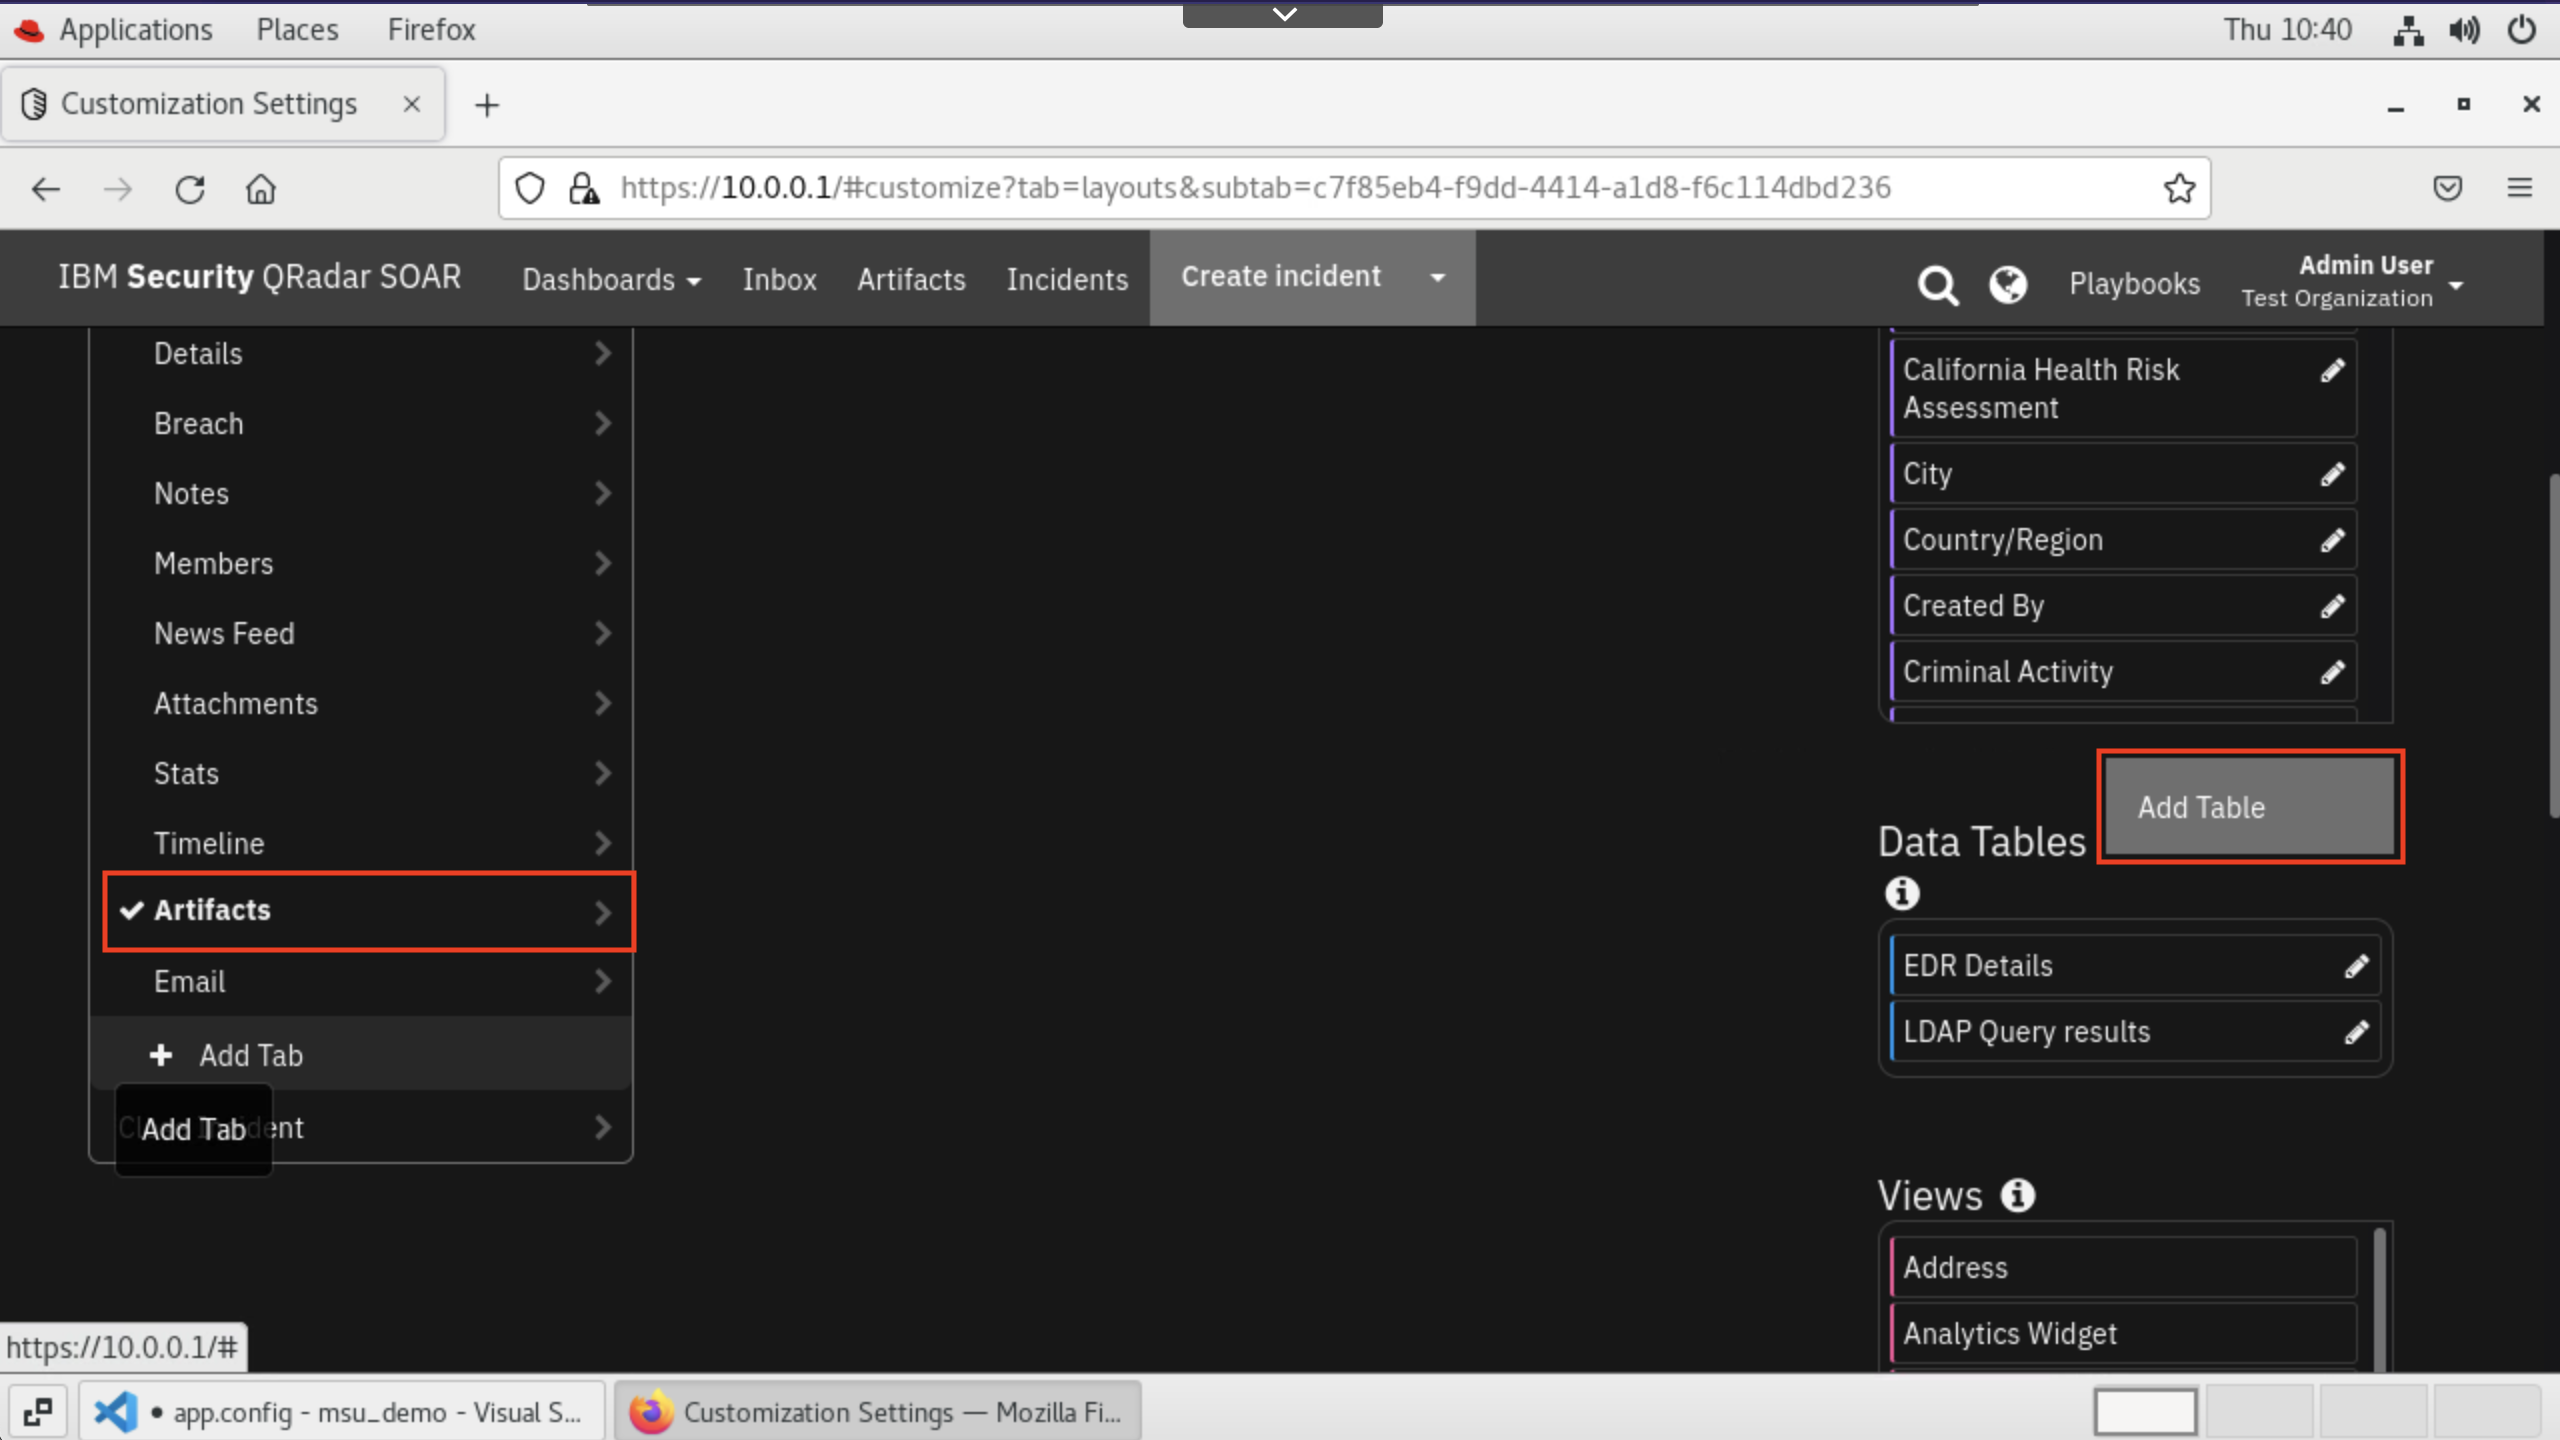 Applications Places Firefox
Thu 10:40
Customization Settings
https://10.0.0.1/#customize?tab=layouts&subtab=c7f85eb4-f9dd-4414-a1d8-f6c114dbd236
IBM Security QRadar SOAR
Dashboards
Inbox
Artifacts
Incidents
Create incident
Playbooks
Admin User
Test Organization
Details
Breach
Notes
Members
News Feed
Attachments
Stats
Timeline
Artifacts
Email
Add Tab
Add Tab
California Health Risk
Assessment
City
Country/Region
Created By
Criminal Activity
Add Table
Data Tables
EDR Details
LDAP Query results
Views
Address
Analytics Widget
https://10.0.0.1/#
• app.config - msu_demo - Visual S...
Customization Settings — Mozilla Fi...